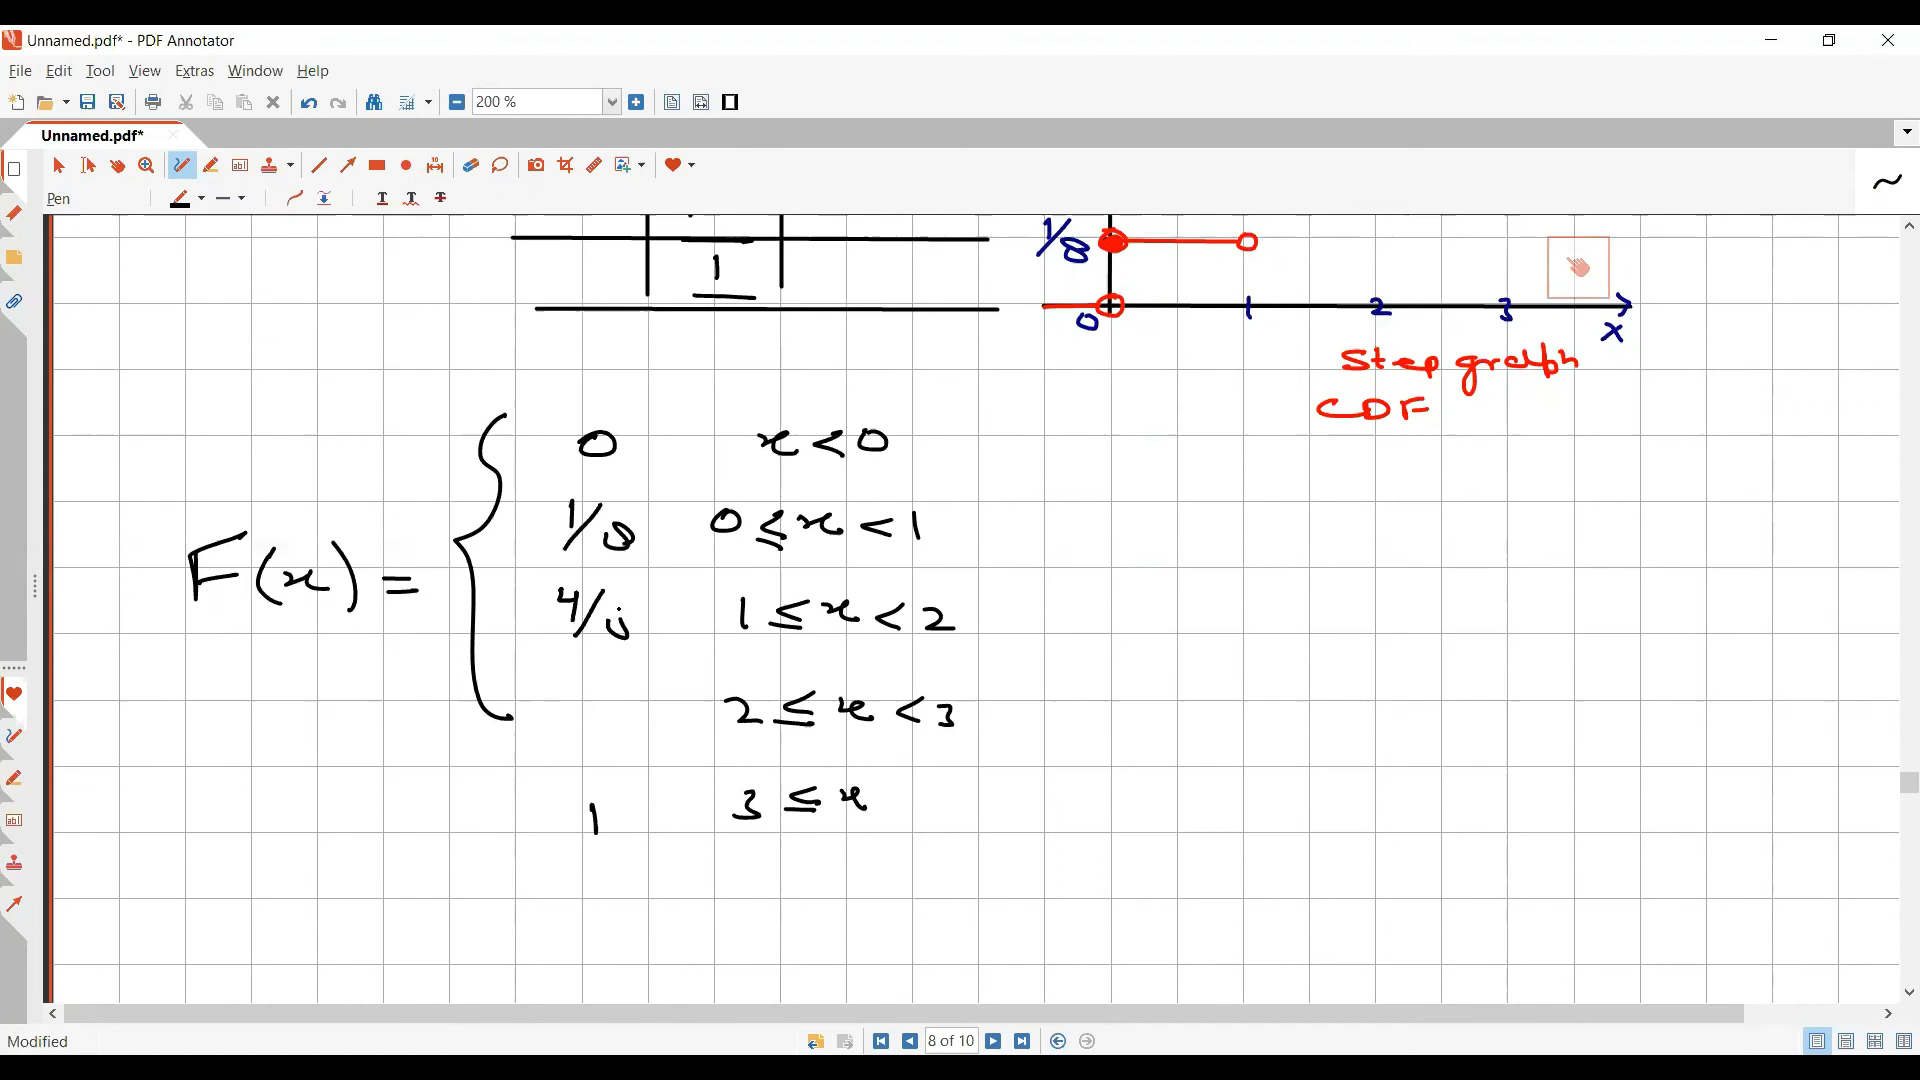 Unnamed.pdf* - PDF Annotator
File Edit Tool View Extras Window Help
200 %
Unnamed.pdf*
Pen
1
1/8
0 1 2 3
x
Step graph
CDF
0 x < 0
1/8 0 ≤ x < 1
F(x) =
4/8 1 ≤ x < 2
2 ≤ x < 3
1 3 ≤ x
Modified
8 of 10